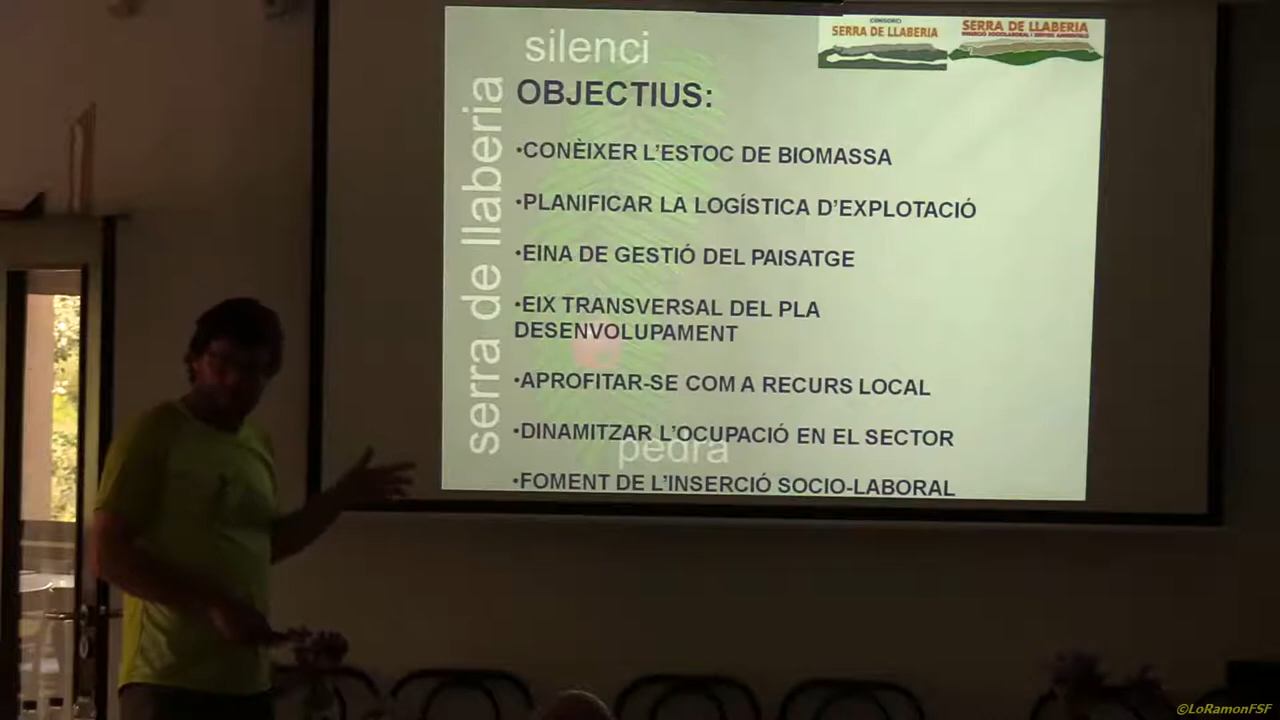 silenci
CONSORCI
SERRA DE LLABERIA
SERRA DE LLABERIA
serra de llaberia
OBJECTIUS:
•CONÈIXER L'ESTOC DE BIOMASSA
•PLANIFICAR LA LOGÍSTICA D'EXPLOTACIÓ
•EINA DE GESTIÓ DEL PAISATGE
•EIX TRANSVERSAL DEL PLA
DESENVOLUPAMENT
•APROFITAR-SE COM A RECURS LOCAL
•DINAMITZAR L'OCUPACIÓ EN EL SECTOR
pedra
•FOMENT DE L'INSERCIÓ SOCIO-LABORAL
©LoRamonFSF